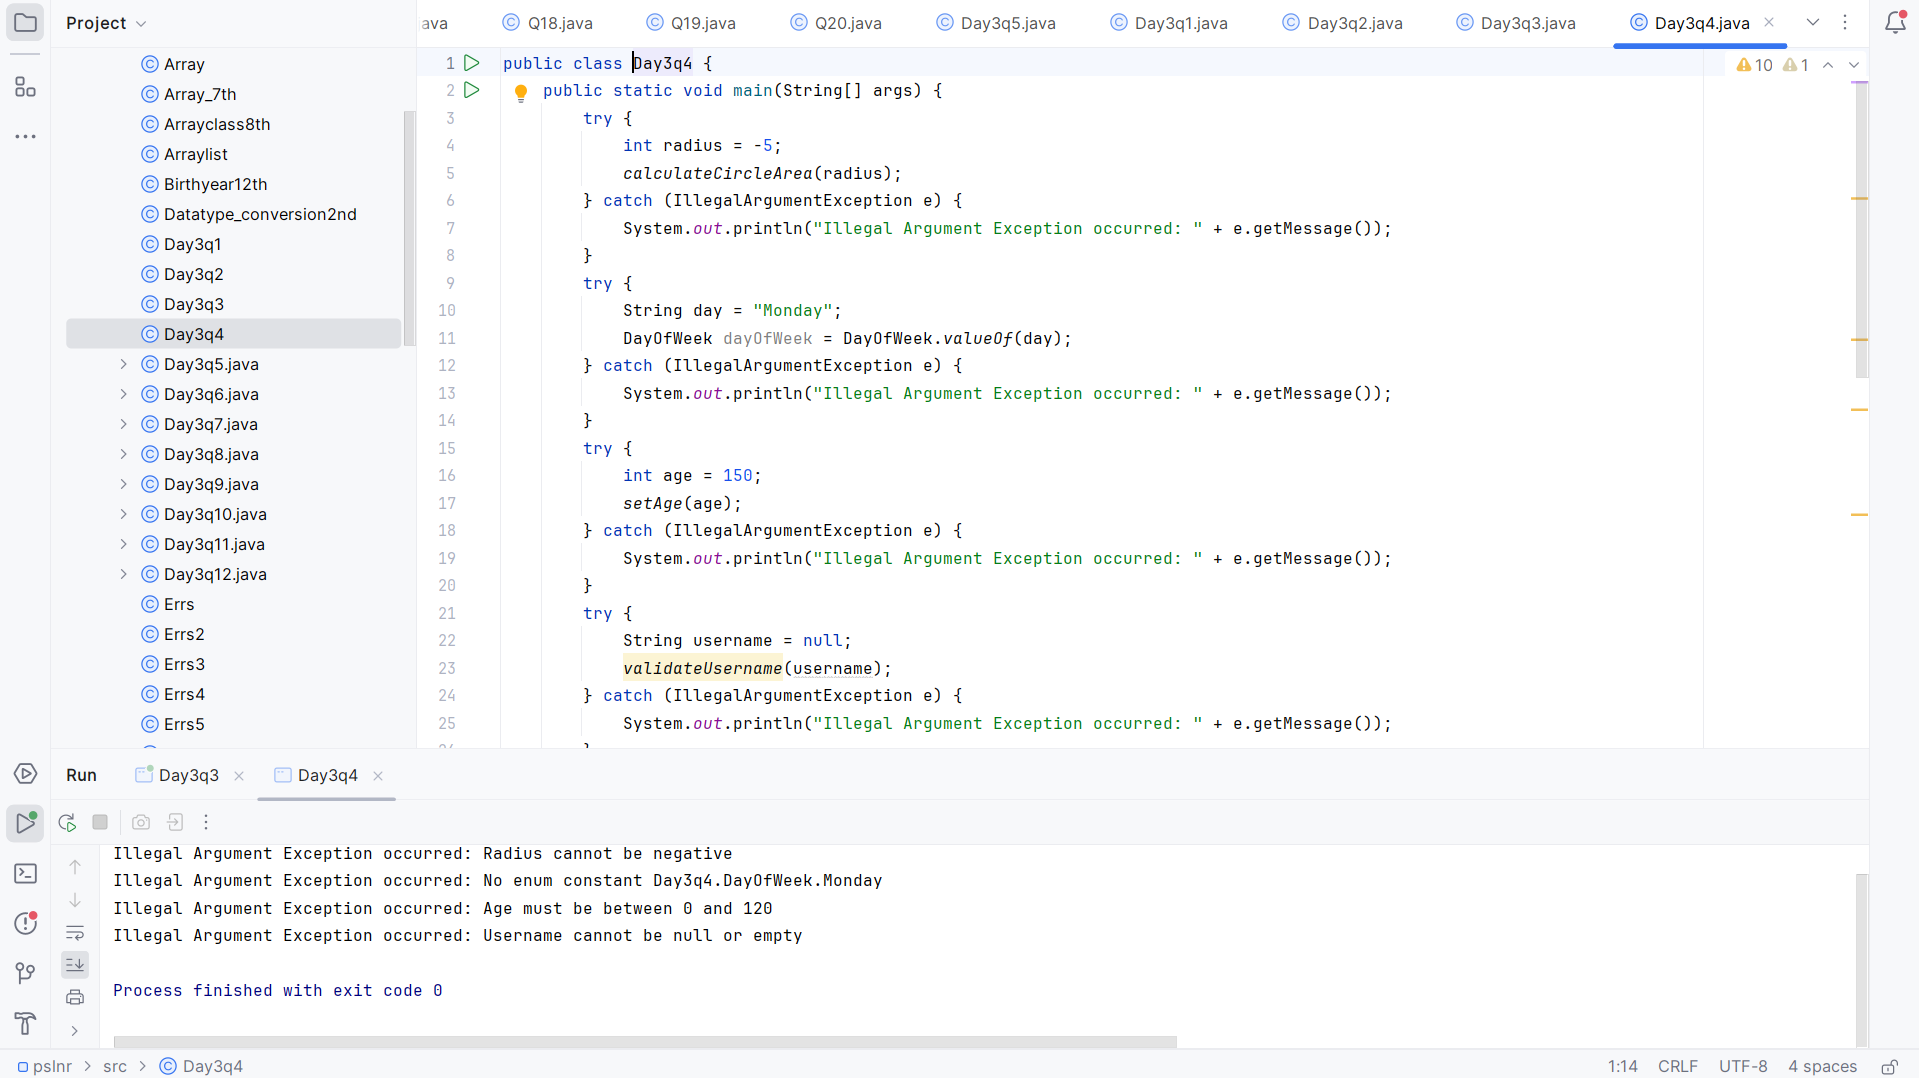 Project
ava
Q18.java
Q19.java
Q20.java
Day3q5.java
Day3q1.java
Day3q2.java
Day3q3.java
Day3q4.java
Array
Array_7th
Arrayclass8th
Arraylist
Birthyear12th
Datatype_conversion2nd
Day3q1
Day3q2
Day3q3
Day3q4
Day3q5.java
Day3q6.java
Day3q7.java
Day3q8.java
Day3q9.java
Day3q10.java
Day3q11.java
Day3q12.java
Errs
Errs2
Errs3
Errs4
Errs5
10 1
1 public class Day3q4 {
2 public static void main(String[] args) {
3 try {
4 int radius = -5;
5 calculateCircleArea(radius);
6 } catch (IllegalArgumentException e) {
7 System.out.println("Illegal Argument Exception occurred: " + e.getMessage());
8 }
9 try {
10 String day = "Monday";
11 DayOfWeek dayOfWeek = DayOfWeek.valueOf(day);
12 } catch (IllegalArgumentException e) {
13 System.out.println("Illegal Argument Exception occurred: " + e.getMessage());
14 }
15 try {
16 int age = 150;
17 setAge(age);
18 } catch (IllegalArgumentException e) {
19 System.out.println("Illegal Argument Exception occurred: " + e.getMessage());
20 }
21 try {
22 String username = null;
23 validateUsername(username);
24 } catch (IllegalArgumentException e) {
25 System.out.println("Illegal Argument Exception occurred: " + e.getMessage());
Run
Day3q3
Day3q4
Illegal Argument Exception occurred: Radius cannot be negative
Illegal Argument Exception occurred: No enum constant Day3q4.DayOfWeek.Monday
Illegal Argument Exception occurred: Age must be between 0 and 120
Illegal Argument Exception occurred: Username cannot be null or empty
Process finished with exit code 0
pslnr > src > Day3q4
1:14 CRLF UTF-8 4 spaces